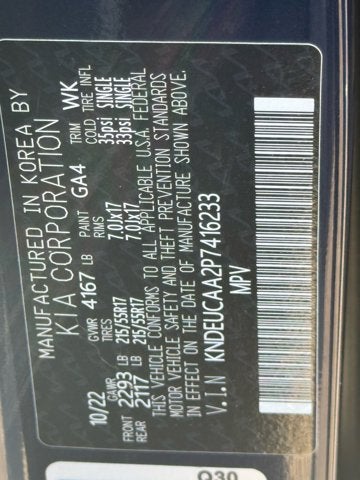 MANUFACTURED IN KOREA BY
KIA CORPORATION
10/22 GVWR 4167 LB PAINT GA4 TRIM WK
GAWR TIRES RIMS COLD TIRE INFL
FRONT 2293 LB 215/55R17 7.0JX17 35psi SINGLE
REAR 2117 LB 215/55R17 7.0JX17 33psi SINGLE
THIS VEHICLE CONFORMS TO ALL APPLICABLE U.S.A. FEDERAL
MOTOR VEHICLE SAFETY AND THEFT PREVENTION STANDARDS
IN EFFECT ON THE DATE OF MANUFACTURE SHOWN ABOVE.
V.I.N KNDEUCAA2P7416233
MPV
Q30